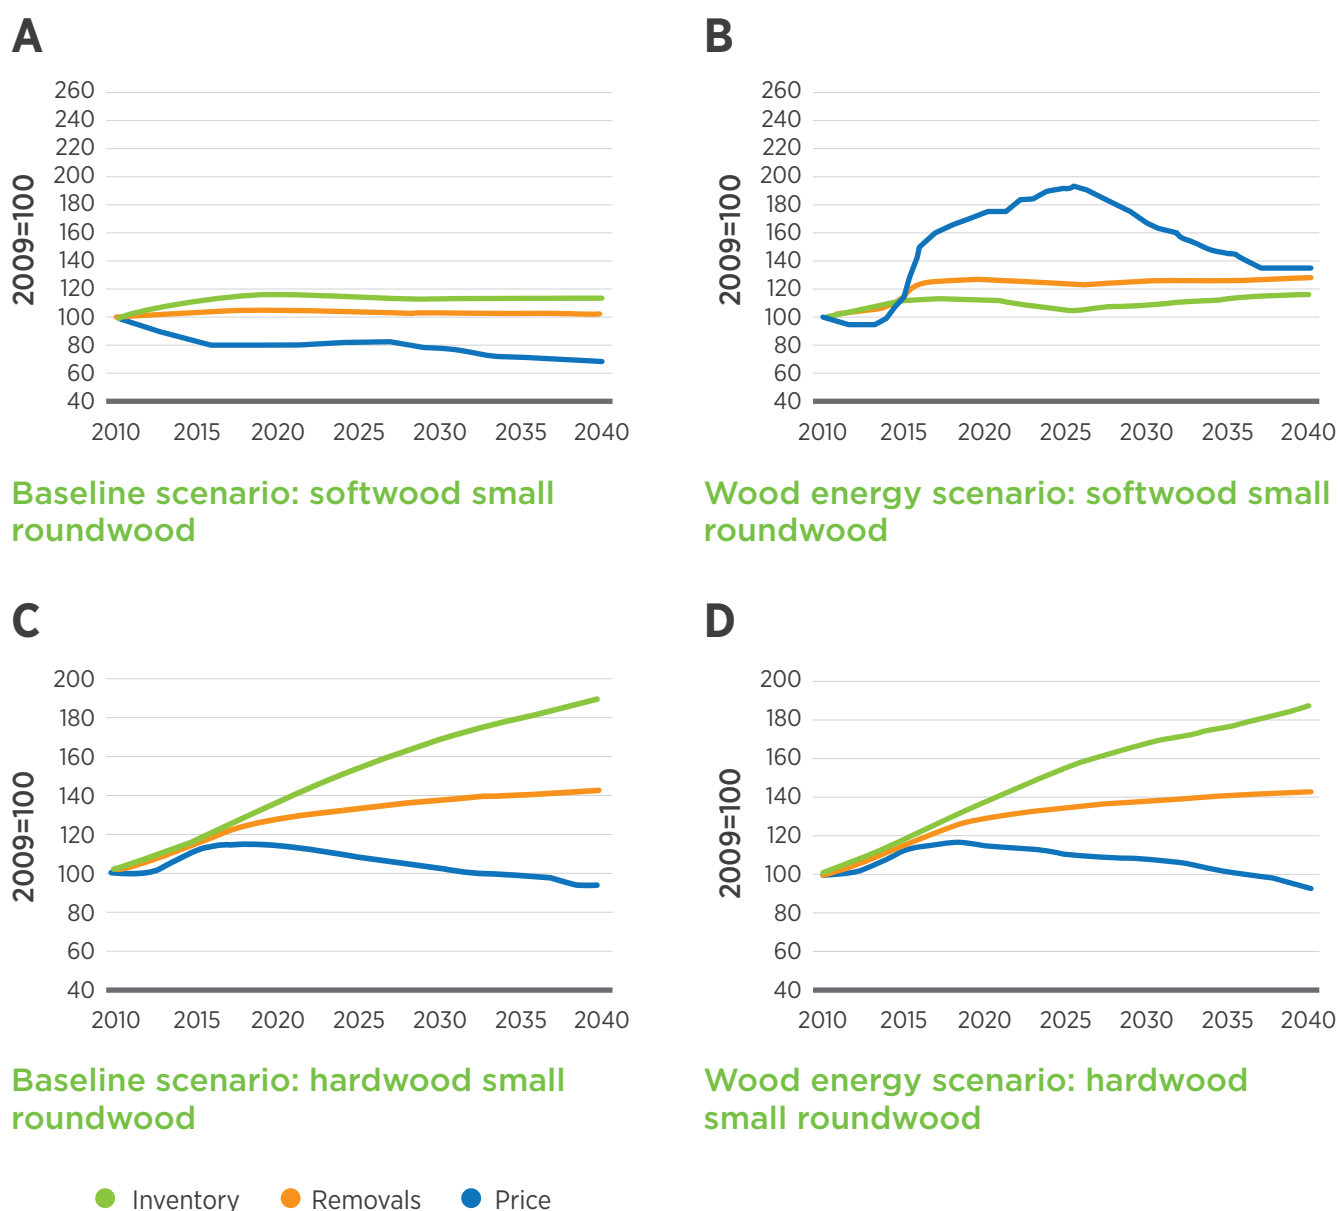 A
260
240
220
200
180
160
140
120
100
80
60
40
2009=100
2010 2015 2020 2025 2030 2035 2040
Baseline scenario: softwood small
roundwood
B
260
240
220
200
180
160
140
120
100
80
60
40
2009=100
2010 2015 2020 2025 2030 2035 2040
Wood energy scenario: softwood small
roundwood
C
200
180
160
140
120
100
80
60
40
2009=100
2010 2015 2020 2025 2030 2035 2040
Baseline scenario: hardwood small
roundwood
D
200
180
160
140
120
100
80
60
40
2009=100
2010 2015 2020 2025 2030 2035 2040
Wood energy scenario: hardwood
small roundwood
Inventory Removals Price